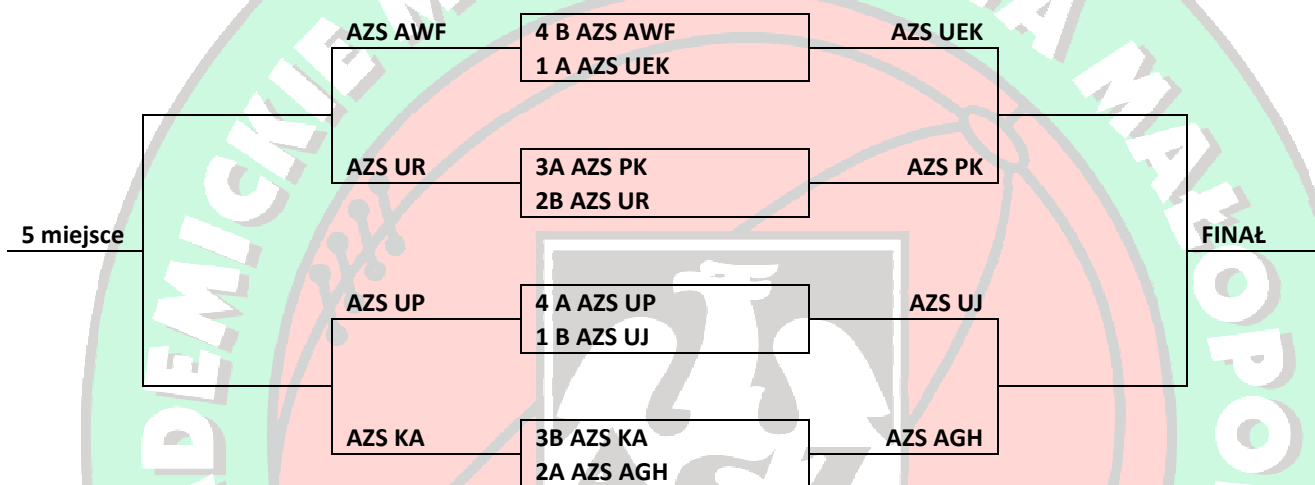 AZS AWF 4 B AZS AWF AZS UEK
1 A AZS UEK
AZS UR 3A AZS PK AZS PK
2B AZS UR
5 miejsce FINAŁ
AZS UP 4 A AZS UP AZS UJ
1 B AZS UJ
AZS KA 3B AZS KA AZS AGH
2A AZS AGH